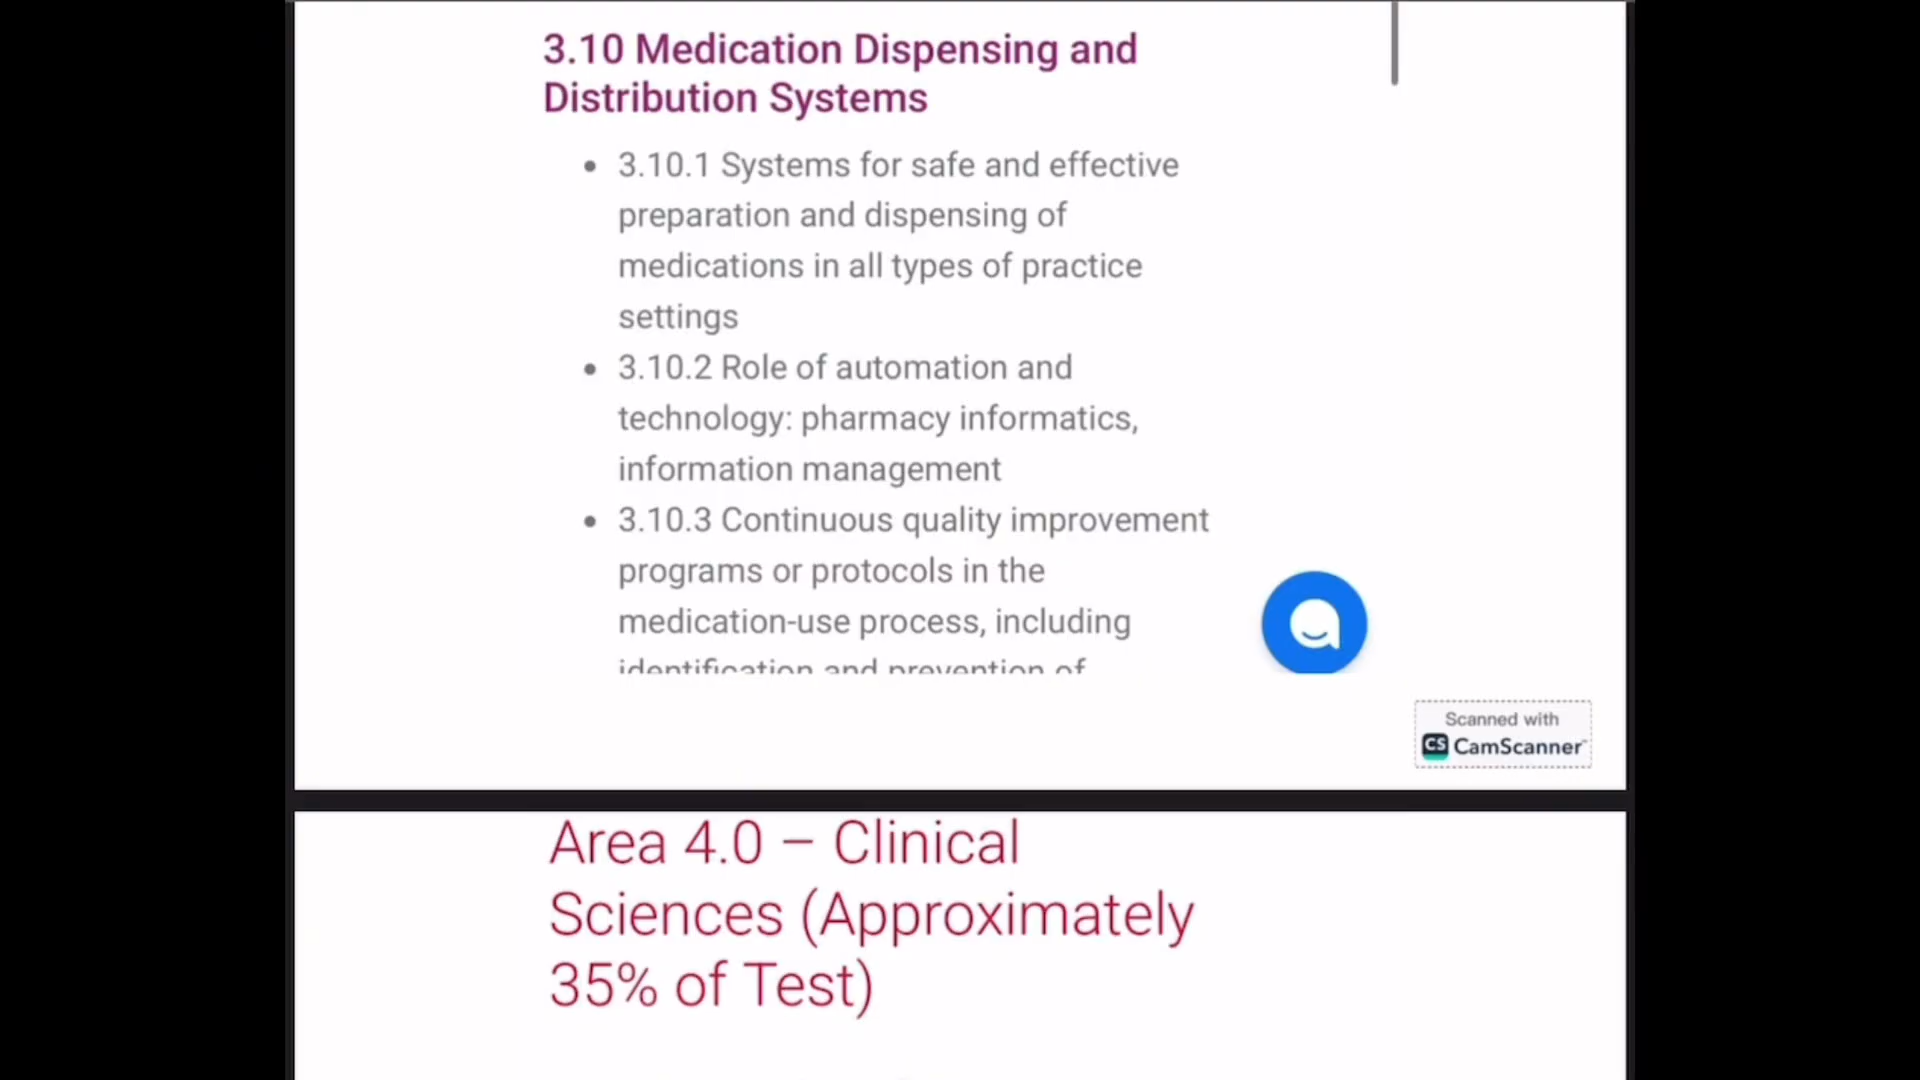 3.10 Medication Dispensing and
Distribution Systems
• 3.10.1 Systems for safe and effective
preparation and dispensing of
medications in all types of practice
settings
• 3.10.2 Role of automation and
technology: pharmacy informatics,
information management
• 3.10.3 Continuous quality improvement
programs or protocols in the
medication-use process, including
identification and prevention of
Scanned with
CS CamScanner
Area 4.0 – Clinical
Sciences (Approximately
35% of Test)